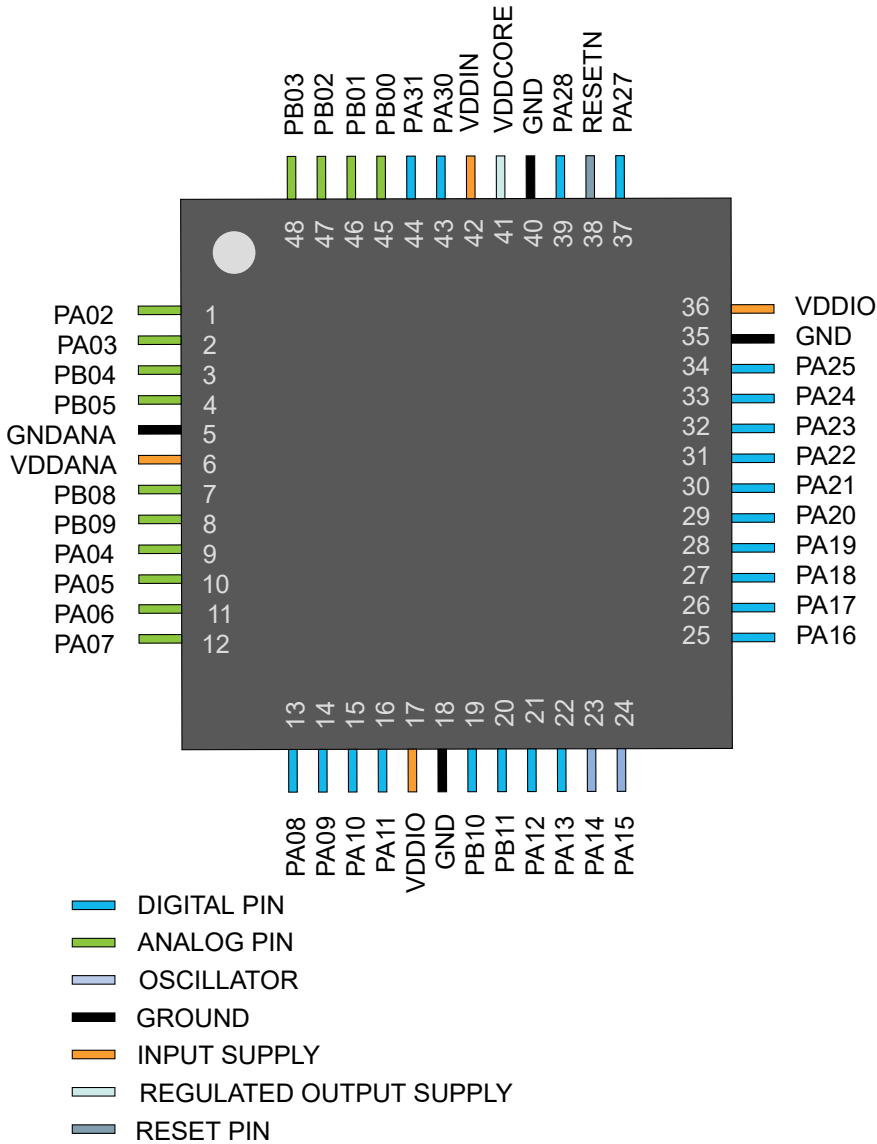 PB03
PB02
PB01
PB00
PA31
PA30
VDDIN
VDDCORE
GND
PA28
RESETN
PA27
48
47
46
45
44
43
42
41
40
39
38
37
PA02 1
PA03 2
PB04 3
PB05 4
GNDANA 5
VDDANA 6
PB08 7
PB09 8
PA04 9
PA05 10
PA06 11
PA07 12
36 VDDIO
35 GND
34 PA25
33 PA24
32 PA23
31 PA22
30 PA21
29 PA20
28 PA19
27 PA18
26 PA17
25 PA16
13
14
15
16
17
18
19
20
21
22
23
24
PA08
PA09
PA10
PA11
VDDIO
GND
PB10
PB11
PA12
PA13
PA14
PA15
DIGITAL PIN
ANALOG PIN
OSCILLATOR
GROUND
INPUT SUPPLY
REGULATED OUTPUT SUPPLY
RESET PIN